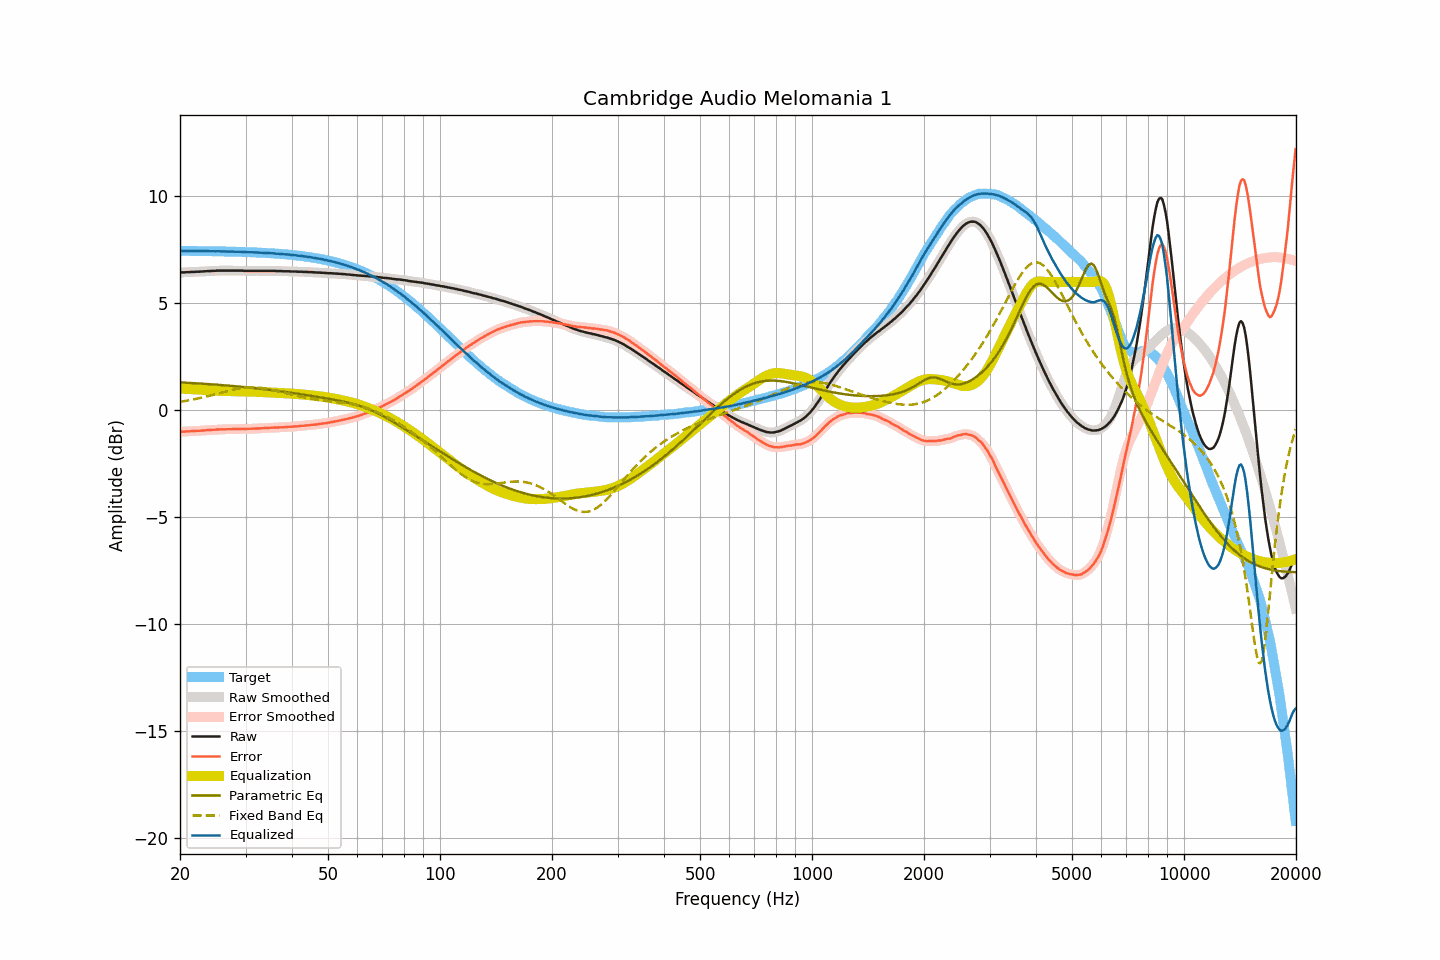 Cambridge Audio Melomania 1
Amplitude (dBr)
10
5
0
−5
−10
−15
−20
Target
Raw Smoothed
Error Smoothed
Raw
Error
Equalization
Parametric Eq
Fixed Band Eq
Equalized
20 50 100 200 500 1000 2000 5000 10000 20000
Frequency (Hz)